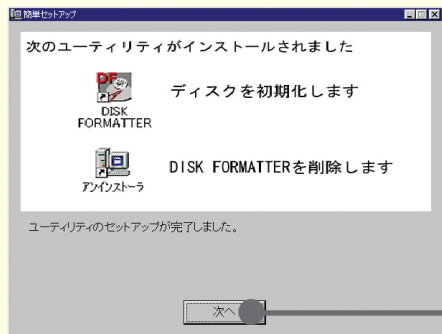 簡単セットアップ
次のユーティリティがインストールされました
DF
ディスクを初期化します
DISK
FORMATTER
DISK FORMATTERを削除します
アンインストーラ
ユーティリティのセットアップが完了しました。
次へ